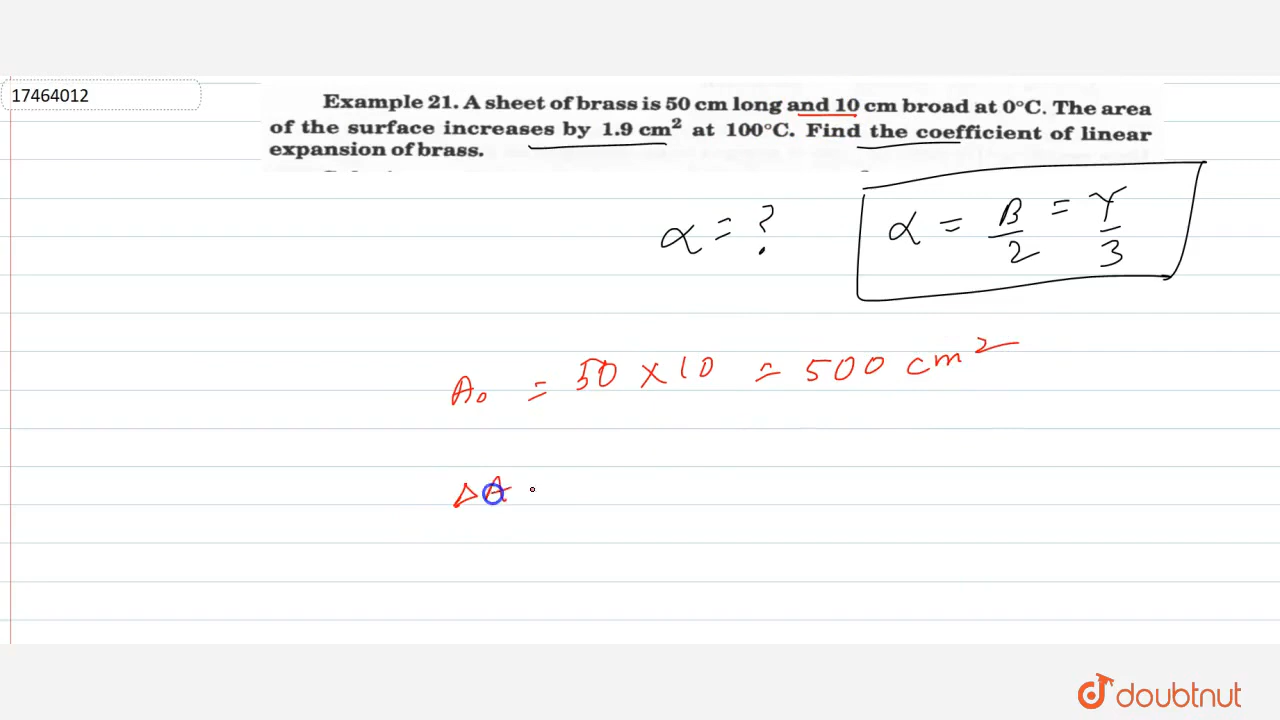 17464012
Example 21. A sheet of brass is 50 cm long and 10 cm broad at 0°C. The area
of the surface increases by 1.9 cm² at 100°C. Find the coefficient of linear
expansion of brass.
α = ? α = β/2 = γ/3
A₀ = 50 × 10 = 500 cm²
ΔA
doubtnut